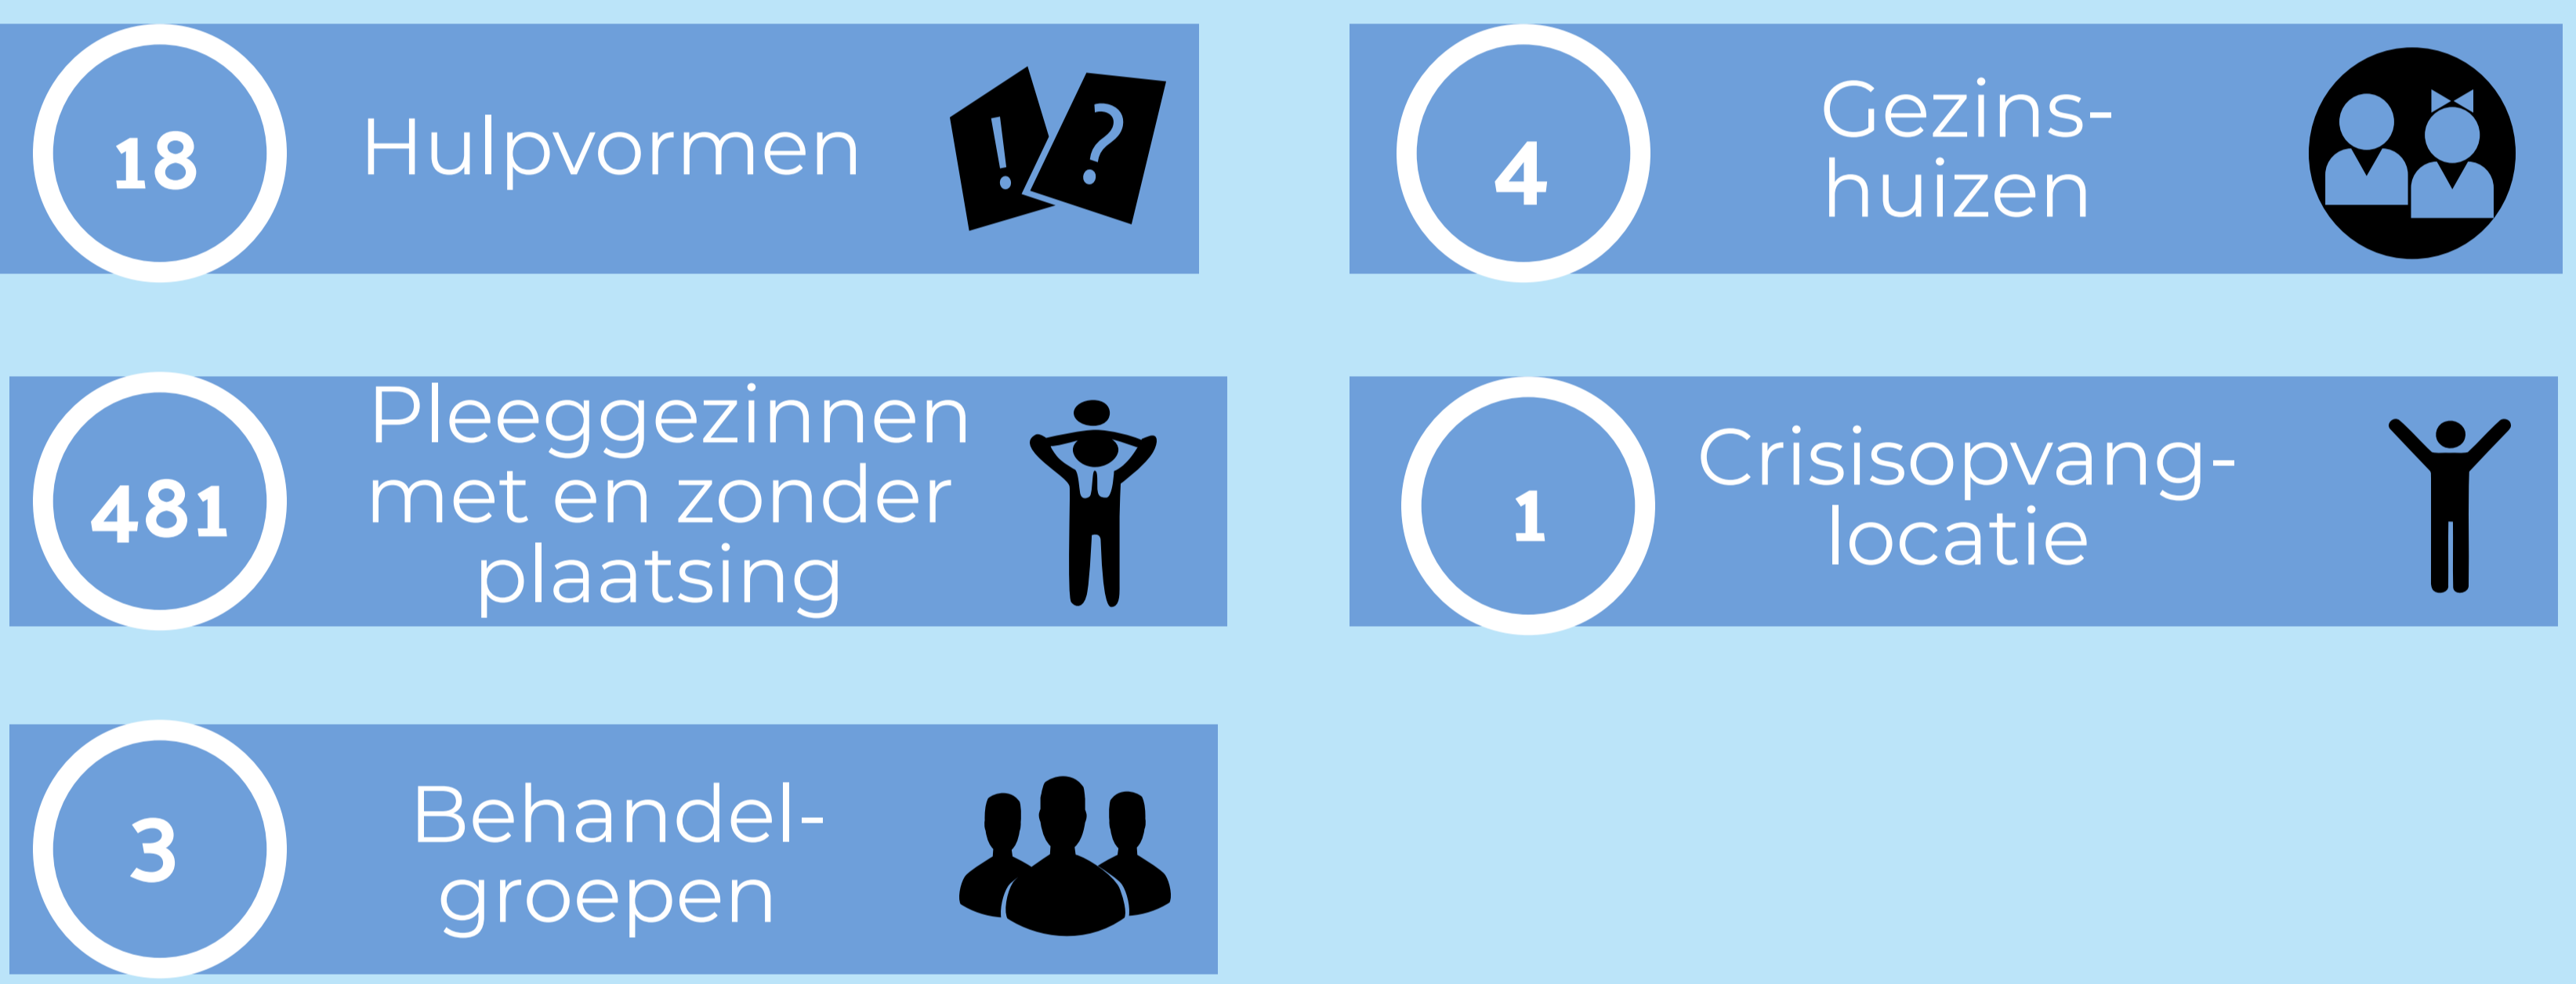 18
Hulpvormen
! ?
4
Gezins-
huizen
481
Pleeggezinnen
met en zonder
plaatsing
1
Crisisopvang-
locatie
3
Behandel-
groepen